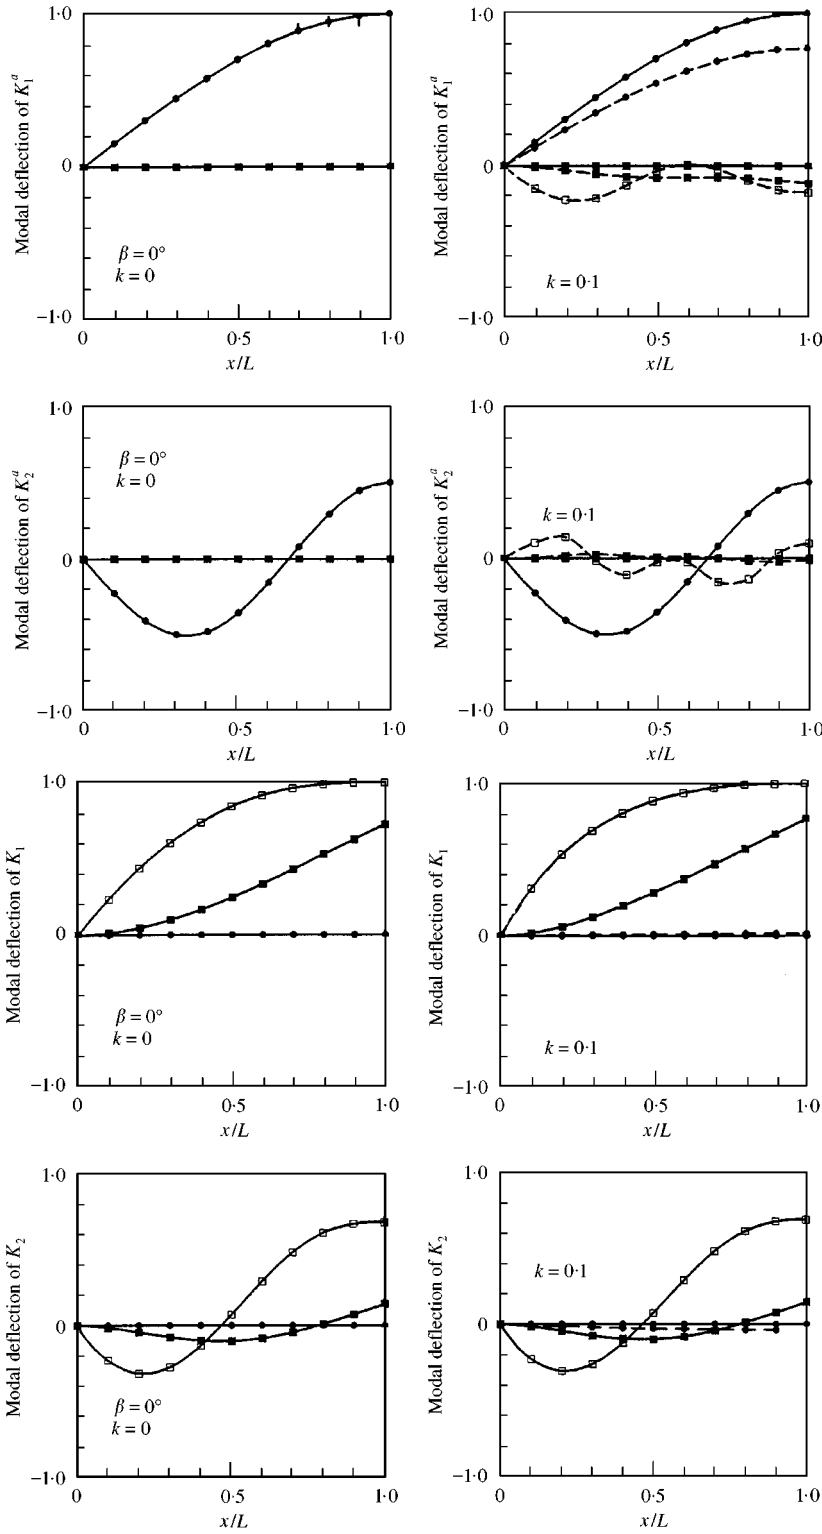 1·0
0
−1·0
Modal deflection of K₁ᵃ
β = 0°
k = 0
0
0·5
1·0
x/L
1·0
0
−1·0
Modal deflection of K₁ᵃ
k = 0·1
0
0·5
1·0
x/L
1·0
0
−1·0
Modal deflection of K₂ᵃ
β = 0°
k = 0
0
0·5
1·0
x/L
1·0
0
−1·0
Modal deflection of K₂ᵃ
k = 0·1
0
0·5
1·0
x/L
1·0
0
−1·0
Modal deflection of K₁
β = 0°
k = 0
0
0·5
1·0
x/L
1·0
0
−1·0
Modal deflection of K₁
k = 0·1
0
0·5
1·0
x/L
1·0
0
−1·0
Modal deflection of K₂
β = 0°
k = 0
0
0·5
1·0
x/L
1·0
0
−1·0
Modal deflection of K₂
k = 0·1
0
0·5
1·0
x/L